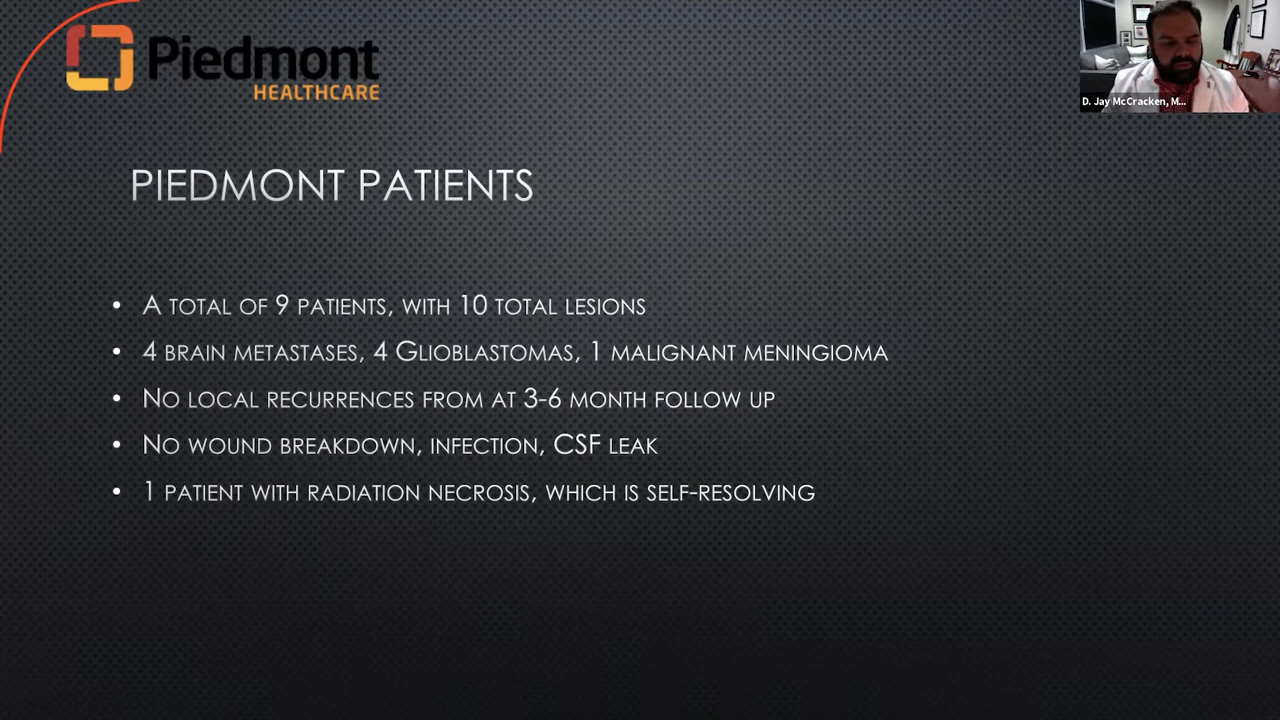 Piedmont
HEALTHCARE
D. Jay McCracken, M...
PIEDMONT PATIENTS
• A TOTAL OF 9 PATIENTS, WITH 10 TOTAL LESIONS
• 4 BRAIN METASTASES, 4 GLIOBLASTOMAS, 1 MALIGNANT MENINGIOMA
• NO LOCAL RECURRENCES FROM AT 3-6 MONTH FOLLOW UP
• NO WOUND BREAKDOWN, INFECTION, CSF LEAK
• 1 PATIENT WITH RADIATION NECROSIS, WHICH IS SELF-RESOLVING